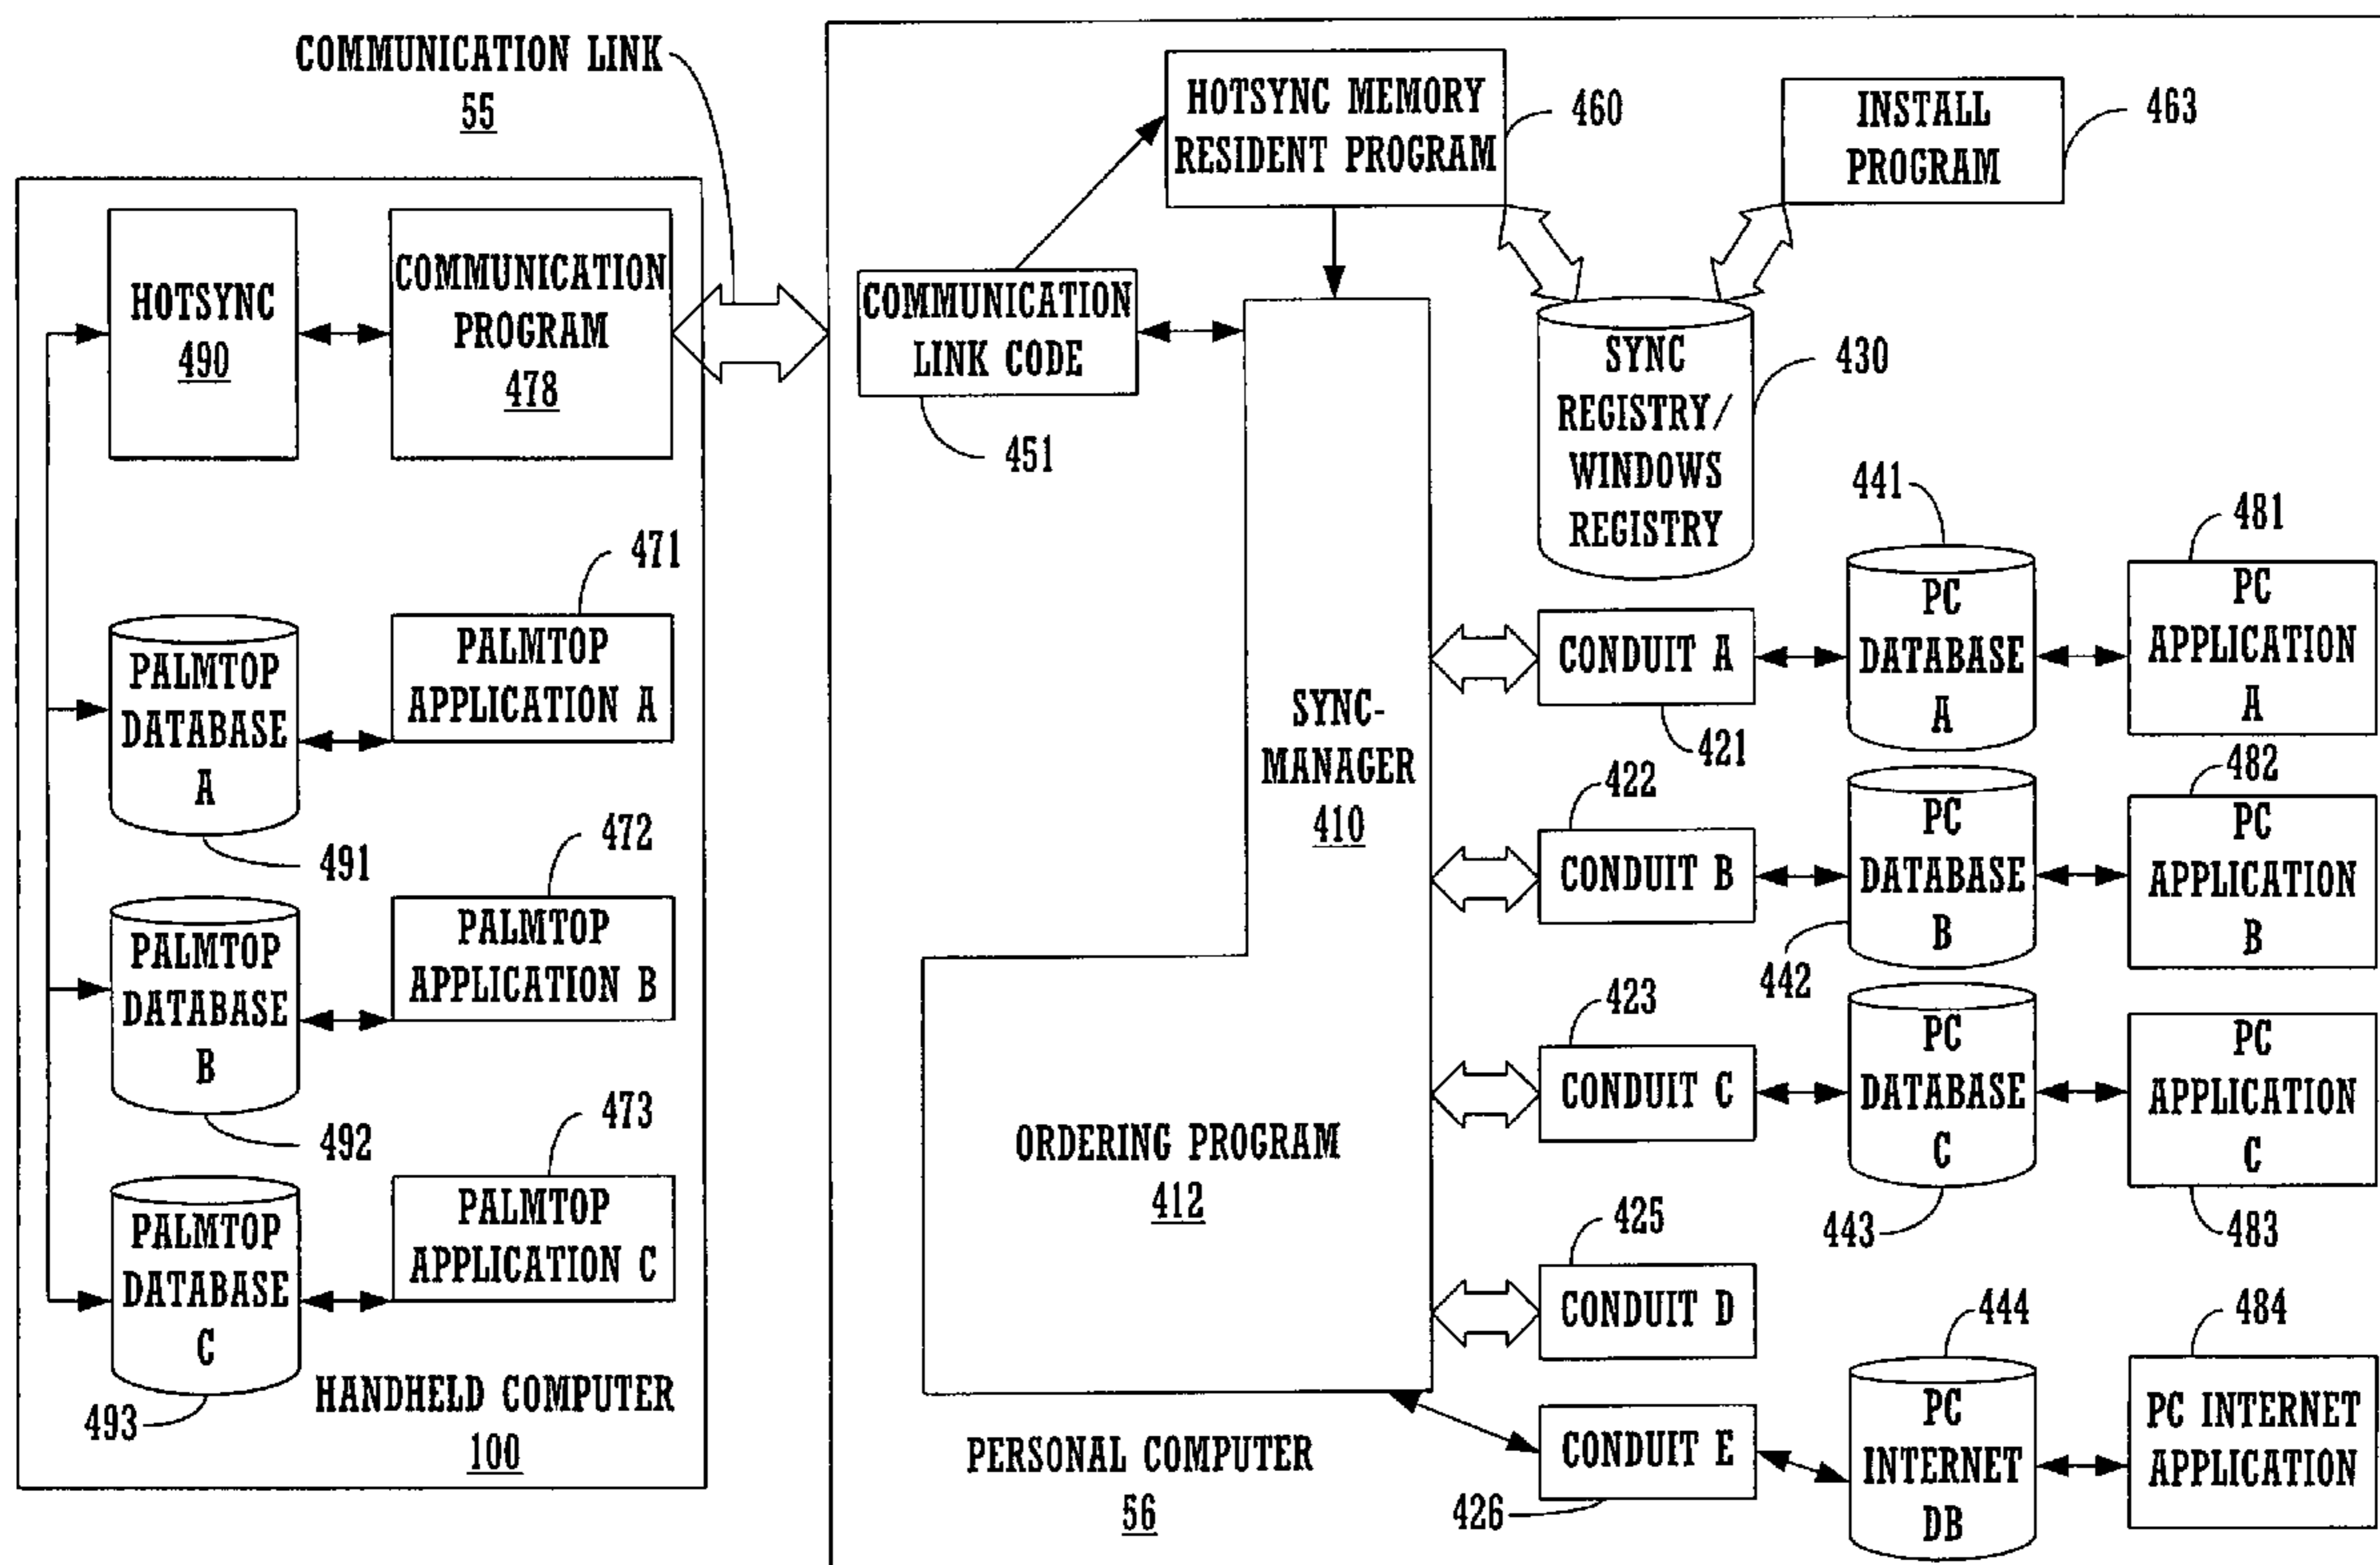 COMMUNICATION LINK
55
HOTSYNC
490
COMMUNICATION
PROGRAM
478
471
PALMTOP
DATABASE
A
491
PALMTOP
APPLICATION A
472
PALMTOP
DATABASE
B
492
PALMTOP
APPLICATION B
473
PALMTOP
DATABASE
C
493
PALMTOP
APPLICATION C
HANDHELD COMPUTER
100
HOTSYNC MEMORY
RESIDENT PROGRAM
460
INSTALL
PROGRAM
463
COMMUNICATION
LINK CODE
451
SYNC
REGISTRY/
WINDOWS
REGISTRY
430
SYNC-
MANAGER
410
ORDERING PROGRAM
412
CONDUIT A
421
441
PC
DATABASE
A
481
PC
APPLICATION
A
422
CONDUIT B
PC
DATABASE
B
442
482
PC
APPLICATION
B
423
CONDUIT C
PC
DATABASE
C
443
PC
APPLICATION
C
483
425
CONDUIT D
CONDUIT E
426
444
PC
INTERNET
DB
484
PC INTERNET
APPLICATION
PERSONAL COMPUTER
56